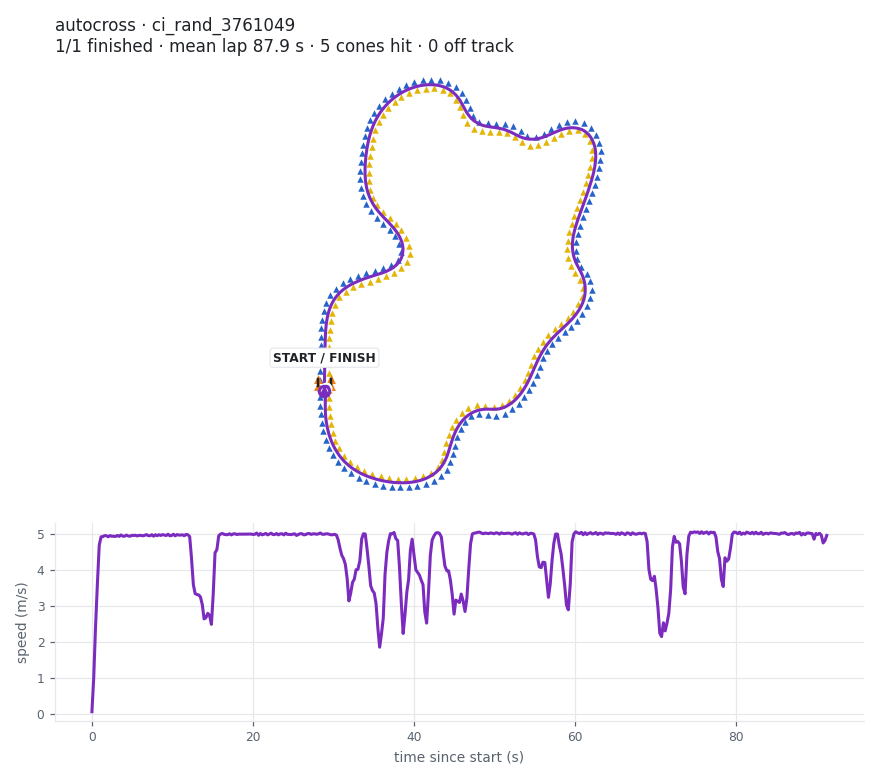 autocross · ci_rand_3761049
1/1 finished · mean lap 87.9 s · 5 cones hit · 0 off track
START / FINISH
5
4
3
2
1
0
speed (m/s)
0 20 40 60 80
time since start (s)